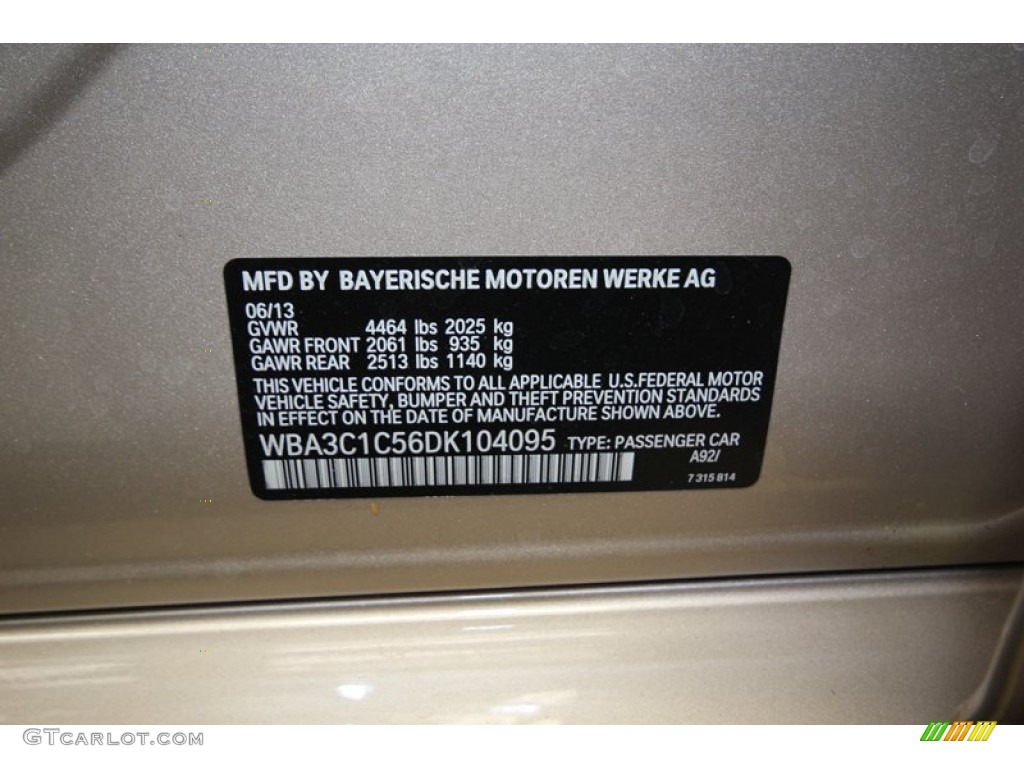 MFD BY BAYERISCHE MOTOREN WERKE AG
06/13
GVWR 4464 lbs 2025 kg
GAWR FRONT 2061 lbs 935 kg
GAWR REAR 2513 lbs 1140 kg
THIS VEHICLE CONFORMS TO ALL APPLICABLE U.S.FEDERAL MOTOR
VEHICLE SAFETY, BUMPER AND THEFT PREVENTION STANDARDS
IN EFFECT ON THE DATE OF MANUFACTURE SHOWN ABOVE.
WBA3C1C56DK104095 TYPE: PASSENGER CAR
A92/
7 315 814
GTCARLOT.COM